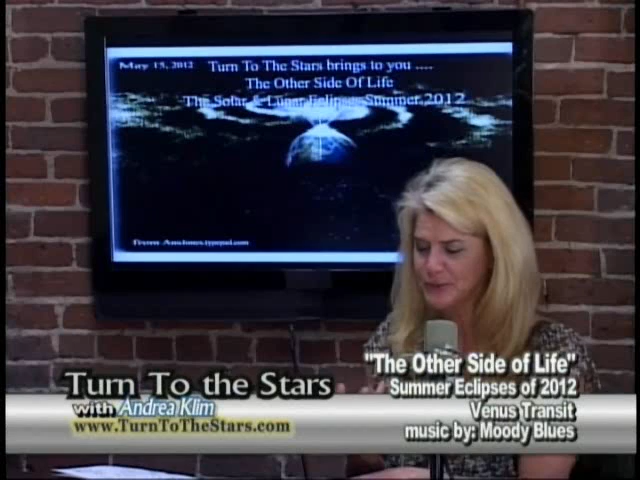 May 15, 2012
Turn To The Stars brings to you ....
The Other Side Of Life
The Solar & Lunar Eclipses Summer 2012
Turn To the Stars
with Andrea Klim
www.TurnToTheStars.com
"The Other Side of Life"
Summer Eclipses of 2012
Venus Transit
music by: Moody Blues